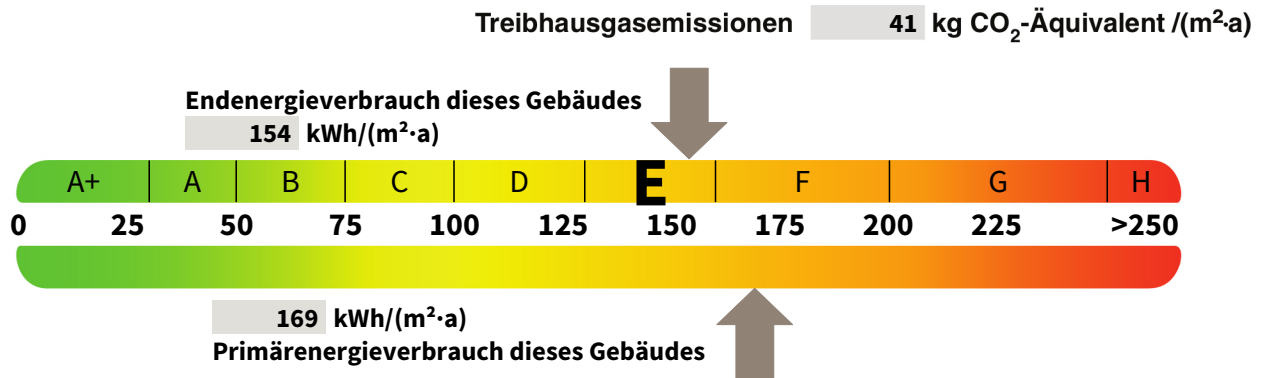 Treibhausgasemissionen 41 kg CO₂-Äquivalent /(m²·a)
Endenergieverbrauch dieses Gebäudes
154 kWh/(m²·a)
A+ A B C D E F G H
0 25 50 75 100 125 150 175 200 225 >250
169 kWh/(m²·a)
Primärenergieverbrauch dieses Gebäudes